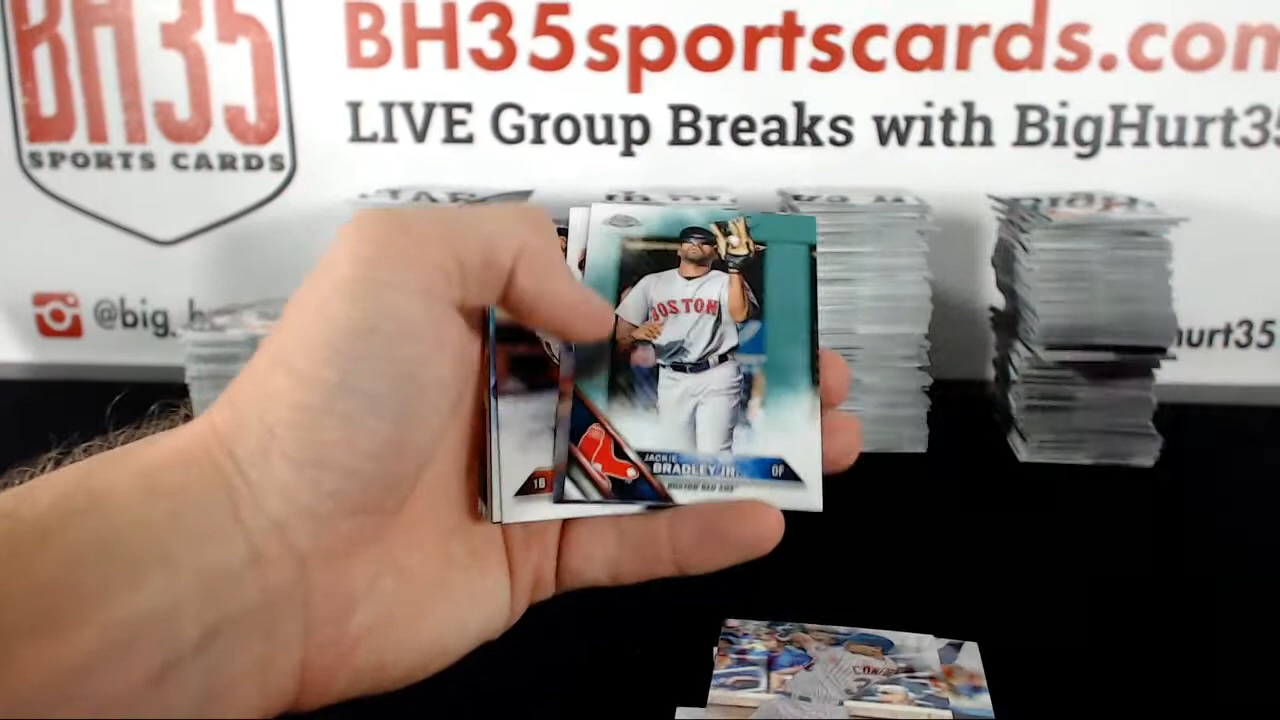 BH35
SPORTS CARDS
BH35sportscards.com
LIVE Group Breaks with BigHurt35
@big_h
hurt35
BOSTON
JACKIE
BRADLEY JR.
OF
BOSTON RED SOX
1B